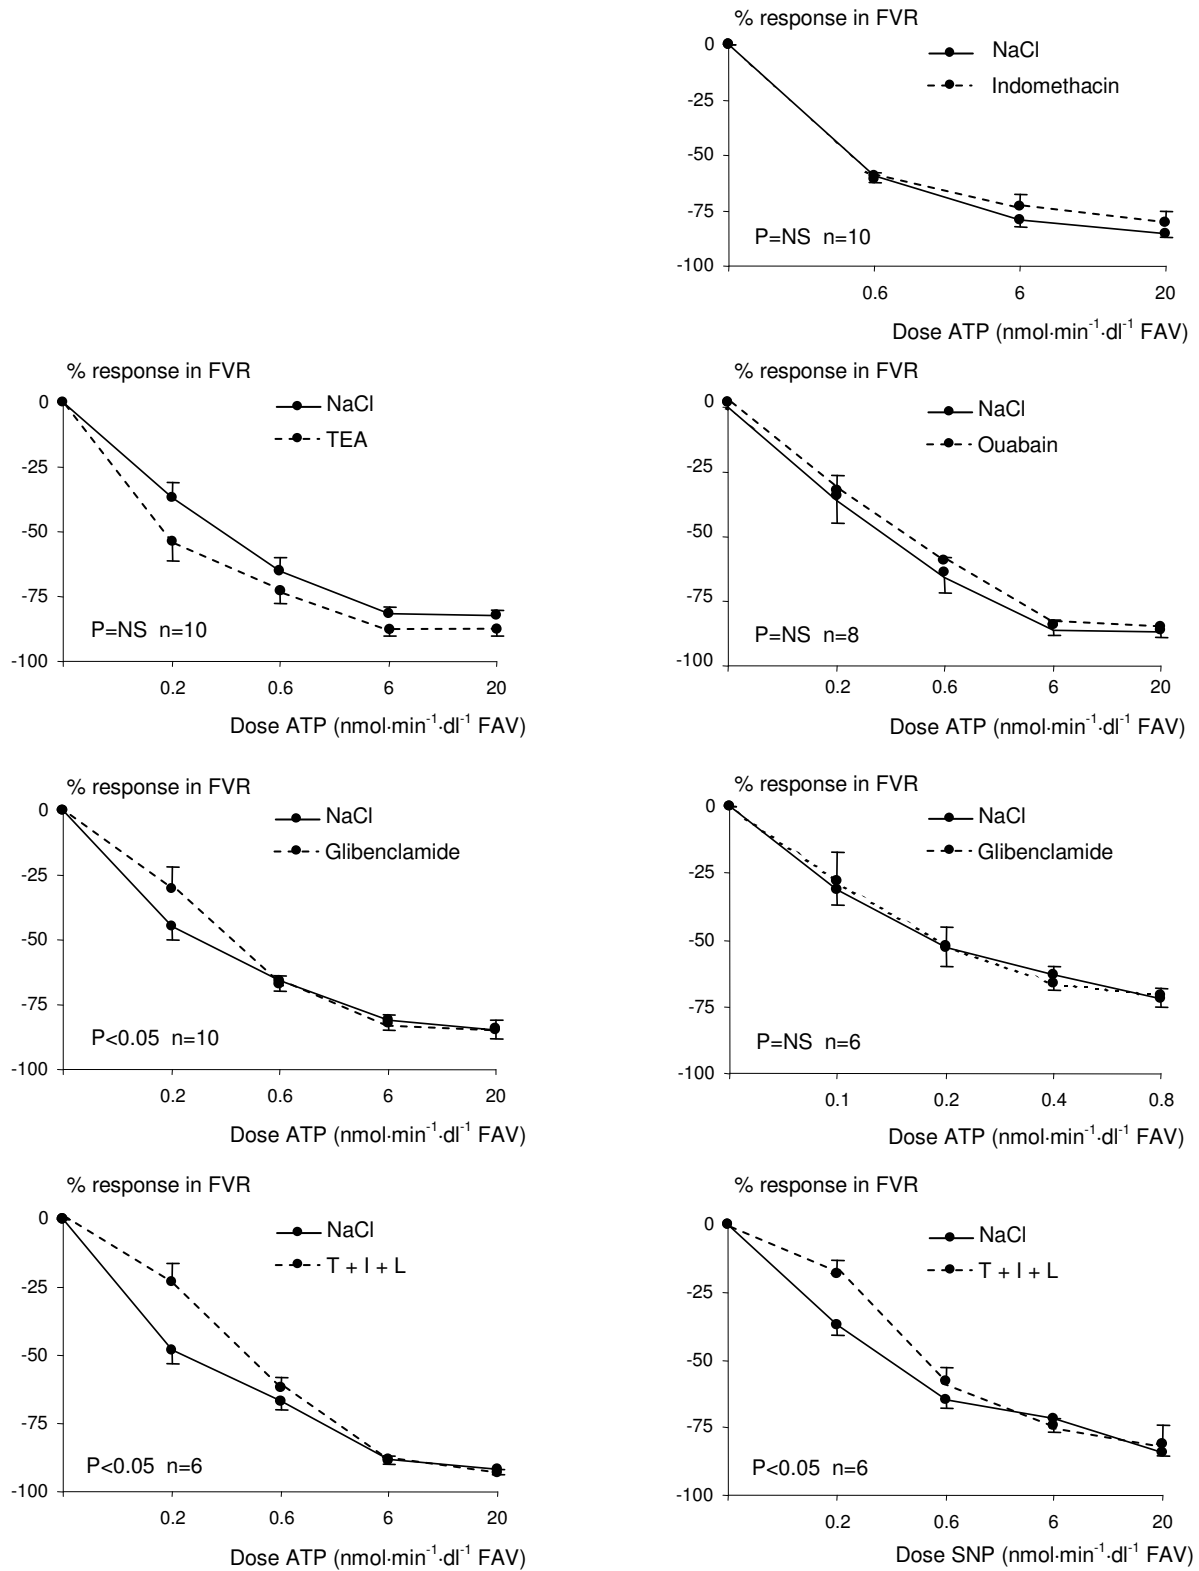 % response in FVR
NaCl
Indomethacin
0
-25
-50
-75
-100
P=NS n=10
0.6 6 20
Dose ATP (nmol·min⁻¹·dl⁻¹ FAV)
% response in FVR
NaCl
TEA
0
-25
-50
-75
-100
P=NS n=10
0.2 0.6 6 20
Dose ATP (nmol·min⁻¹·dl⁻¹ FAV)
% response in FVR
NaCl
Ouabain
0
-25
-50
-75
-100
P=NS n=8
0.2 0.6 6 20
Dose ATP (nmol·min⁻¹·dl⁻¹ FAV)
% response in FVR
NaCl
Glibenclamide
0
-25
-50
-75
-100
P<0.05 n=10
0.2 0.6 6 20
Dose ATP (nmol·min⁻¹·dl⁻¹ FAV)
% response in FVR
NaCl
Glibenclamide
0
-25
-50
-75
-100
P=NS n=6
0.1 0.2 0.4 0.8
Dose ATP (nmol·min⁻¹·dl⁻¹ FAV)
% response in FVR
NaCl
T + I + L
0
-25
-50
-75
-100
P<0.05 n=6
0.2 0.6 6 20
Dose ATP (nmol·min⁻¹·dl⁻¹ FAV)
% response in FVR
NaCl
T + I + L
0
-25
-50
-75
-100
P<0.05 n=6
0.2 0.6 6 20
Dose SNP (nmol·min⁻¹·dl⁻¹ FAV)